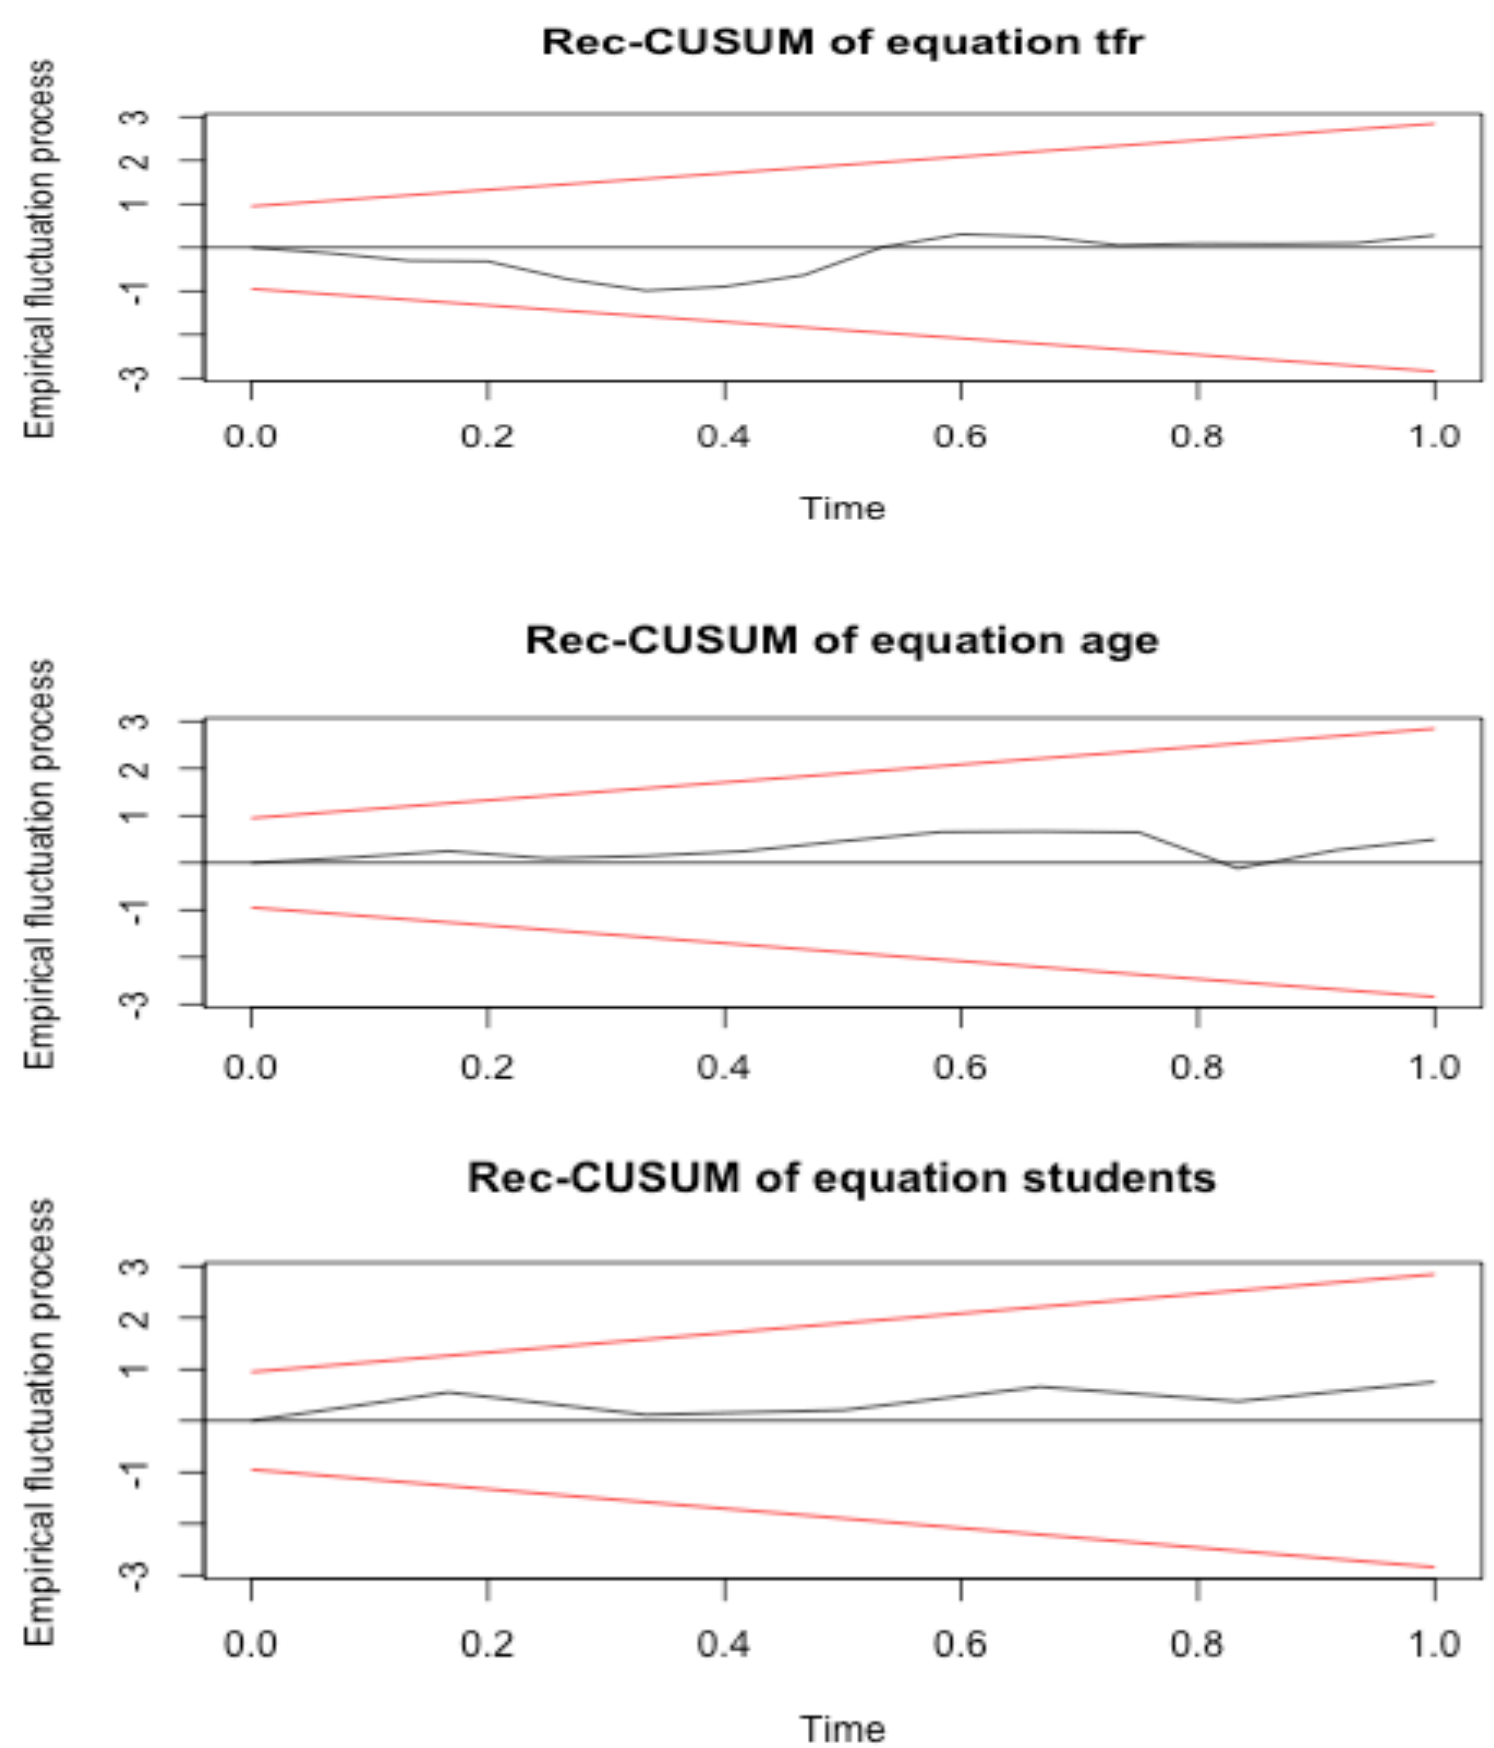 Rec-CUSUM of equation tfr
Empirical fluctuation process
3
2
1
-1
-3
0.0 0.2 0.4 0.6 0.8 1.0
Time
Rec-CUSUM of equation age
Empirical fluctuation process
3
2
1
-1
-3
0.0 0.2 0.4 0.6 0.8 1.0
Rec-CUSUM of equation students
Empirical fluctuation process
3
2
1
-1
-3
0.0 0.2 0.4 0.6 0.8 1.0
Time